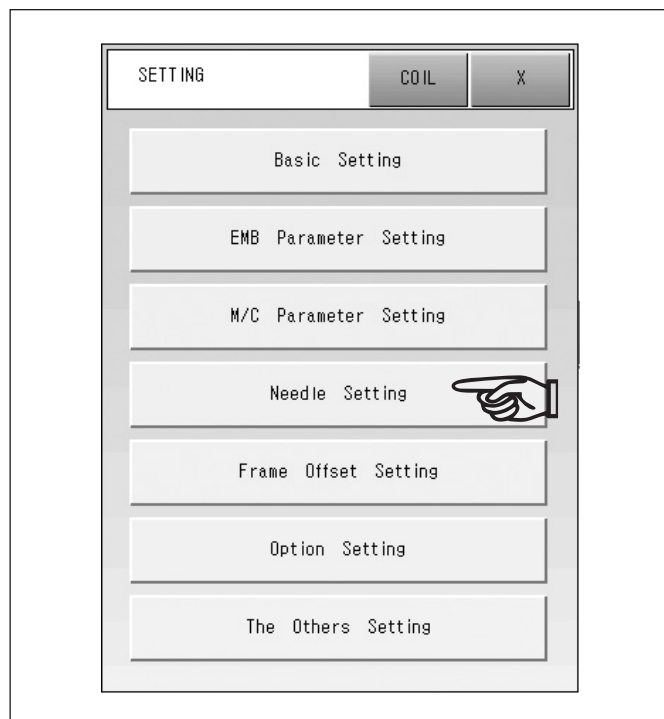 SETTING COIL X
Basic Setting
EMB Parameter Setting
M/C Parameter Setting
Needle Setting
Frame Offset Setting
Option Setting
The Others Setting